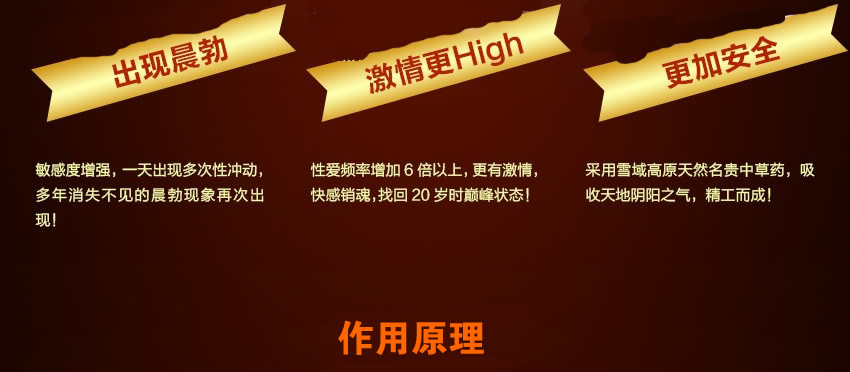 出现晨勃
激情更High
更加安全
敏感度增强，一天出现多次性冲动，
多年消失不见的晨勃现象再次出
现！
性爱频率增加 6 倍以上，更有激情，
快感销魂，找回 20 岁时巅峰状态！
采用雪域高原天然名贵中草药，吸
收天地阴阳之气，精工而成！
作用原理